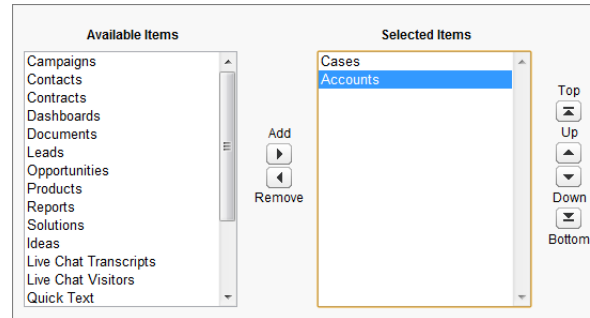 Available Items
Campaigns
Contacts
Contracts
Dashboards
Documents
Leads
Opportunities
Products
Reports
Solutions
Ideas
Live Chat Transcripts
Live Chat Visitors
Quick Text
Add
Remove
Selected Items
Cases
Accounts
Top
Up
Down
Bottom